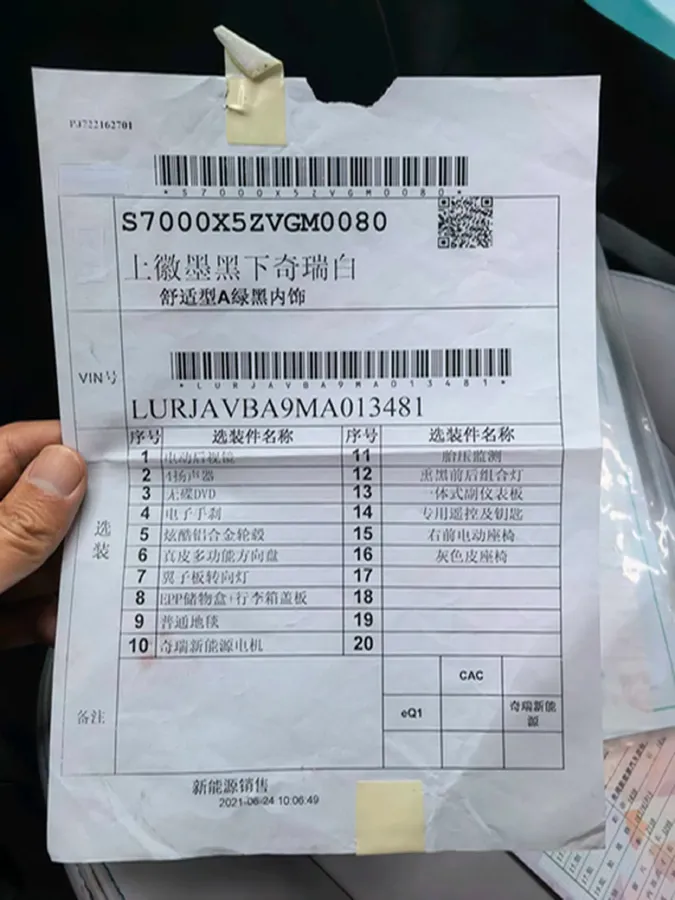 PJ722162701
*S7000X5ZVGM0080*
S7000X5ZVGM0080
上徽墨黑下奇瑞白
舒适型A绿黑内饰
VIN号
*LURJAVBA9MA013481*
LURJAVBA9MA013481
选装
序号 选装件名称 序号 选装件名称
1 电动后视镜 11 胎压监测
2 4扬声器 12 熏黑前后组合灯
3 无碟DVD 13 一体式副仪表板
4 电子手刹 14 专用遥控及钥匙
5 炫酷铝合金轮毂 15 右前电动座椅
6 真皮多功能方向盘 16 灰色皮座椅
7 翼子板转向灯 17
8 EPP储物盒+行李箱盖板 18
9 普通地毯 19
10 奇瑞新能源电机 20
备注
CAC
eQ1 奇瑞新能
源
新能源销售
2021-06-24 10:06:49